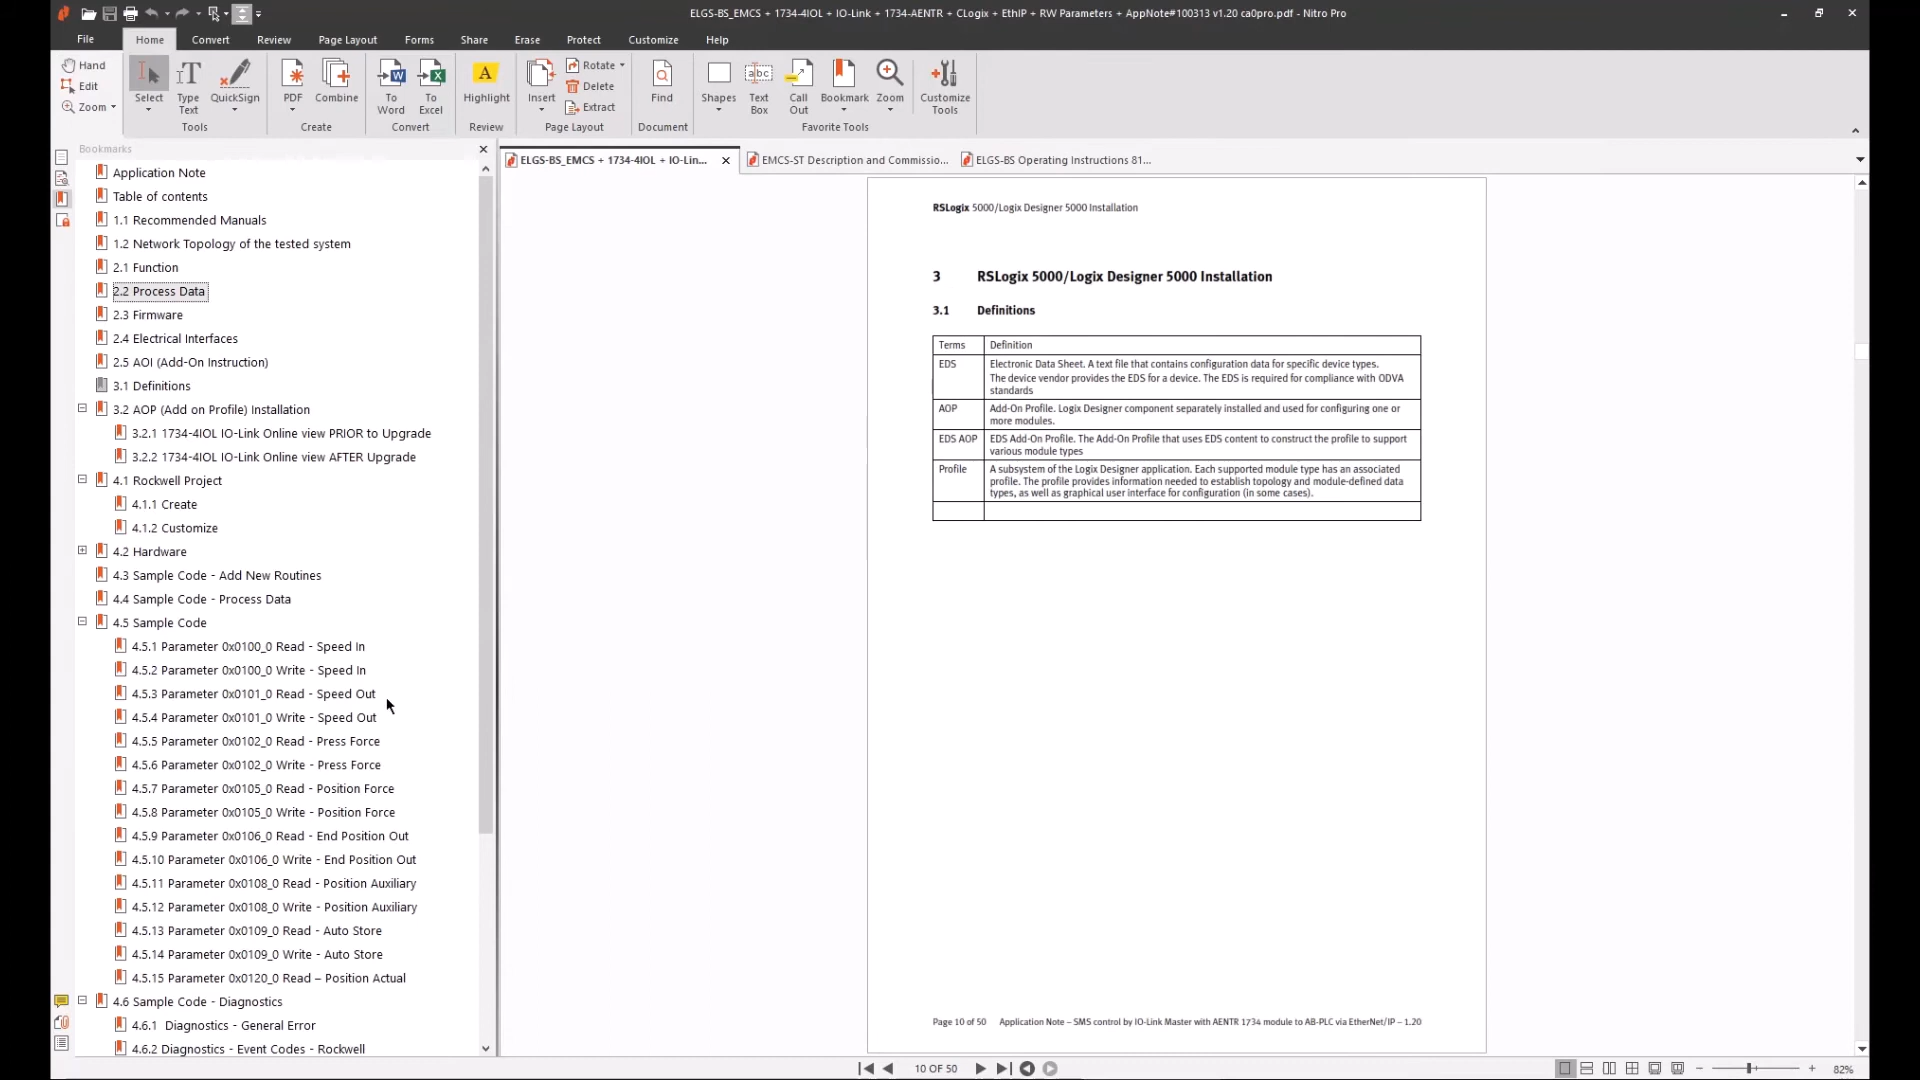 ELGS-BS_EMCS + 1734-4IOL + IO-Link + 1734-AENTR + CLogix + EthIP + RW Parameters + AppNote#100313 v1.20 ca0pro.pdf - Nitro Pro
File Home Convert Review Page Layout Forms Share Erase Protect Customize Help
Hand
Edit
Zoom
Select
Type Text
QuickSign
Tools
PDF
Combine
Create
To Word
To Excel
Convert
Highlight
Review
Insert
Rotate
Delete
Extract
Page Layout
Find
Document
Shapes
abc
Text Box
Call Out
Bookmark
Zoom
Favorite Tools
Customize Tools
Bookmarks
Application Note
Table of contents
1.1 Recommended Manuals
1.2 Network Topology of the tested system
2.1 Function
2.2 Process Data
2.3 Firmware
2.4 Electrical Interfaces
2.5 AOI (Add-On Instruction)
3.1 Definitions
3.2 AOP (Add on Profile) Installation
3.2.1 1734-4IOL IO-Link Online view PRIOR to Upgrade
3.2.2 1734-4IOL IO-Link Online view AFTER Upgrade
4.1 Rockwell Project
4.1.1 Create
4.1.2 Customize
4.2 Hardware
4.3 Sample Code - Add New Routines
4.4 Sample Code - Process Data
4.5 Sample Code
4.5.1 Parameter 0x0100_0 Read - Speed In
4.5.2 Parameter 0x0100_0 Write - Speed In
4.5.3 Parameter 0x0101_0 Read - Speed Out
4.5.4 Parameter 0x0101_0 Write - Speed Out
4.5.5 Parameter 0x0102_0 Read - Press Force
4.5.6 Parameter 0x0102_0 Write - Press Force
4.5.7 Parameter 0x0105_0 Read - Position Force
4.5.8 Parameter 0x0105_0 Write - Position Force
4.5.9 Parameter 0x0106_0 Read - End Position Out
4.5.10 Parameter 0x0106_0 Write - End Position Out
4.5.11 Parameter 0x0108_0 Read - Position Auxiliary
4.5.12 Parameter 0x0108_0 Write - Position Auxiliary
4.5.13 Parameter 0x0109_0 Read - Auto Store
4.5.14 Parameter 0x0109_0 Write - Auto Store
4.5.15 Parameter 0x0120_0 Read – Position Actual
4.6 Sample Code - Diagnostics
4.6.1 Diagnostics - General Error
4.6.2 Diagnostics - Event Codes - Rockwell
ELGS-BS_EMCS + 1734-4IOL + IO-Lin...
EMCS-ST Description and Commissio...
ELGS-BS Operating Instructions 81...
RSLogix 5000/Logix Designer 5000 Installation
3 RSLogix 5000/Logix Designer 5000 Installation
3.1 Definitions
Terms Definition
EDS Electronic Data Sheet. A text file that contains configuration data for specific device types.
The device vendor provides the EDS for a device. The EDS is required for compliance with ODVA
standards
AOP Add-On Profile. Logix Designer component separately installed and used for configuring one or
more modules.
EDS AOP EDS Add-On Profile. The Add-On Profile that uses EDS content to construct the profile to support
various module types
Profile A subsystem of the Logix Designer application. Each supported module type has an associated
profile. The profile provides information needed to establish topology and module-defined data
types, as well as graphical user interface for configuration (in some cases).
Page 10 of 50 Application Note – SMS control by IO-Link Master with AENTR 1734 module to AB-PLC via EtherNet/IP – 1.20
10 OF 50
82%